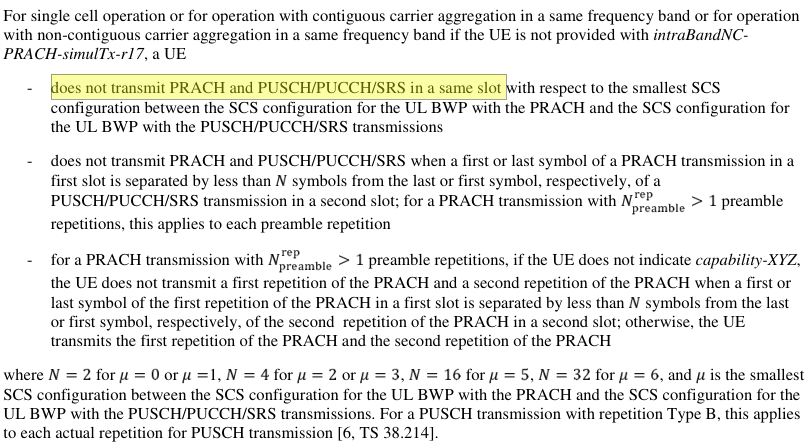 For single cell operation or for operation with contiguous carrier aggregation in a same frequency band or for operation
with non-contiguous carrier aggregation in a same frequency band if the UE is not provided with intraBandNC-
PRACH-simulTx-r17, a UE
- does not transmit PRACH and PUSCH/PUCCH/SRS in a same slot with respect to the smallest SCS
configuration between the SCS configuration for the UL BWP with the PRACH and the SCS configuration for
the UL BWP with the PUSCH/PUCCH/SRS transmissions
- does not transmit PRACH and PUSCH/PUCCH/SRS when a first or last symbol of a PRACH transmission in a
first slot is separated by less than N symbols from the last or first symbol, respectively, of a
PUSCH/PUCCH/SRS transmission in a second slot; for a PRACH transmission with N_preamble^rep > 1 preamble
repetitions, this applies to each preamble repetition
- for a PRACH transmission with N_preamble^rep > 1 preamble repetitions, if the UE does not indicate capability-XYZ,
the UE does not transmit a first repetition of the PRACH and a second repetition of the PRACH when a first or
last symbol of the first repetition of the PRACH in a first slot is separated by less than N symbols from the last
or first symbol, respectively, of the second repetition of the PRACH in a second slot; otherwise, the UE
transmits the first repetition of the PRACH and the second repetition of the PRACH
where N = 2 for μ = 0 or μ =1, N = 4 for μ = 2 or μ = 3, N = 16 for μ = 5, N = 32 for μ = 6, and μ is the smallest
SCS configuration between the SCS configuration for the UL BWP with the PRACH and the SCS configuration for the
UL BWP with the PUSCH/PUCCH/SRS transmissions. For a PUSCH transmission with repetition Type B, this applies
to each actual repetition for PUSCH transmission [6, TS 38.214].